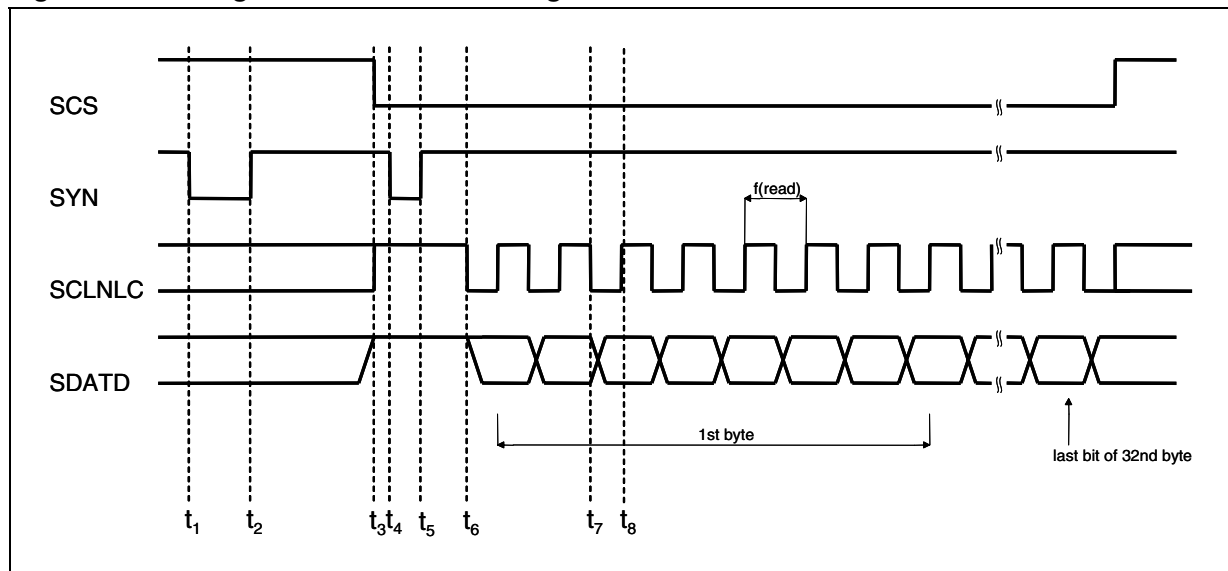 SCS
SYN
f(read)
SCLNLC
SDATD
1st byte
last bit of 32nd byte
t1 t2 t3 t4 t5 t6 t7 t8